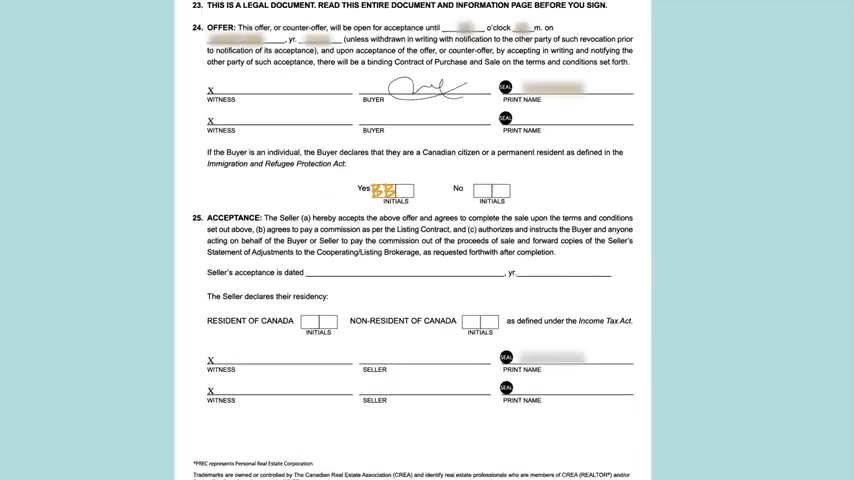 23. THIS IS A LEGAL DOCUMENT. READ THIS ENTIRE DOCUMENT AND INFORMATION PAGE BEFORE YOU SIGN.
24. OFFER: This offer, or counter-offer, will be open for acceptance until ______ o'clock ____m. on
____________, yr. ______ (unless withdrawn in writing with notification to the other party of such revocation prior
to notification of its acceptance), and upon acceptance of the offer, or counter-offer, by accepting in writing and notifying the
other party of such acceptance, there will be a binding Contract of Purchase and Sale on the terms and conditions set forth.
X SEAL
WITNESS BUYER PRINT NAME
X SEAL
WITNESS BUYER PRINT NAME
If the Buyer is an individual, the Buyer declares that they are a Canadian citizen or a permanent resident as defined in the
Immigration and Refugee Protection Act:
Yes BB No
INITIALS INITIALS
25. ACCEPTANCE: The Seller (a) hereby accepts the above offer and agrees to complete the sale upon the terms and conditions
set out above, (b) agrees to pay a commission as per the Listing Contract, and (c) authorizes and instructs the Buyer and anyone
acting on behalf of the Buyer or Seller to pay the commission out of the proceeds of sale and forward copies of the Seller's
Statement of Adjustments to the Cooperating/Listing Brokerage, as requested forthwith after completion.
Seller's acceptance is dated ____________________, yr.__________
The Seller declares their residency:
RESIDENT OF CANADA NON-RESIDENT OF CANADA as defined under the Income Tax Act.
INITIALS INITIALS
X SEAL
WITNESS SELLER PRINT NAME
X SEAL
WITNESS SELLER PRINT NAME
*PREC represents Personal Real Estate Corporation
Trademarks are owned or controlled by The Canadian Real Estate Association (CREA) and identify real estate professionals who are members of CREA (REALTOR®) and/or